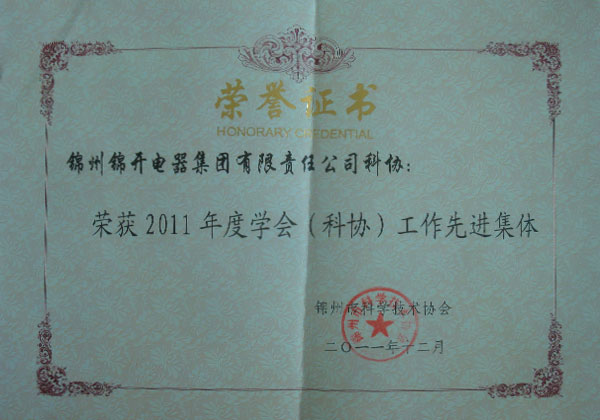 荣誉证书
HONORARY CREDENTIAL
锦州锦开电器集团有限责任公司科协：
荣获2011年度学会（科协）工作先进集体
锦州市科学技术协会
二〇一一年十二月